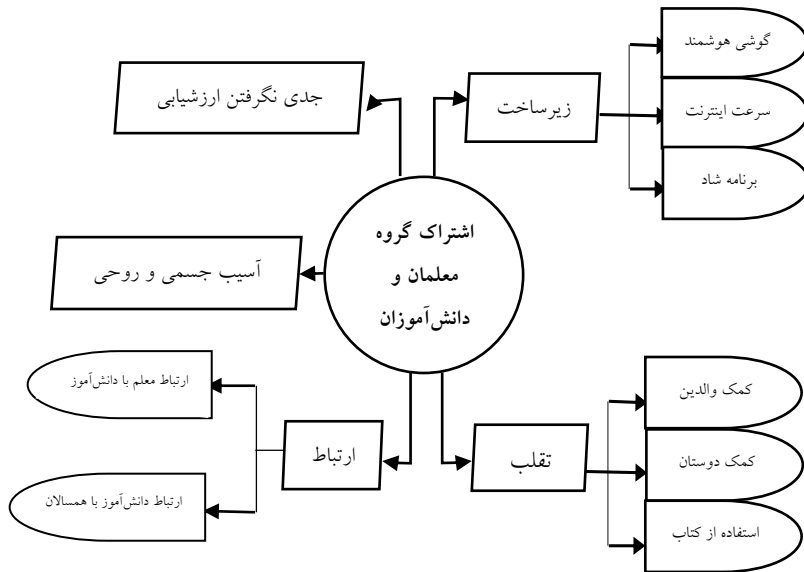 گوشی هوشمند
جدی نگرفتن ارزشیابی
زیرساخت
سرعت اینترنت
برنامه شاد
اشتراک گروه
معلمان و
دانش‌آموزان
آسیب جسمی و روحی
ارتباط معلم با دانش‌آموز
کمک والدین
ارتباط
تقلب
کمک دوستان
ارتباط دانش‌آموز با همسالان
استفاده از کتاب